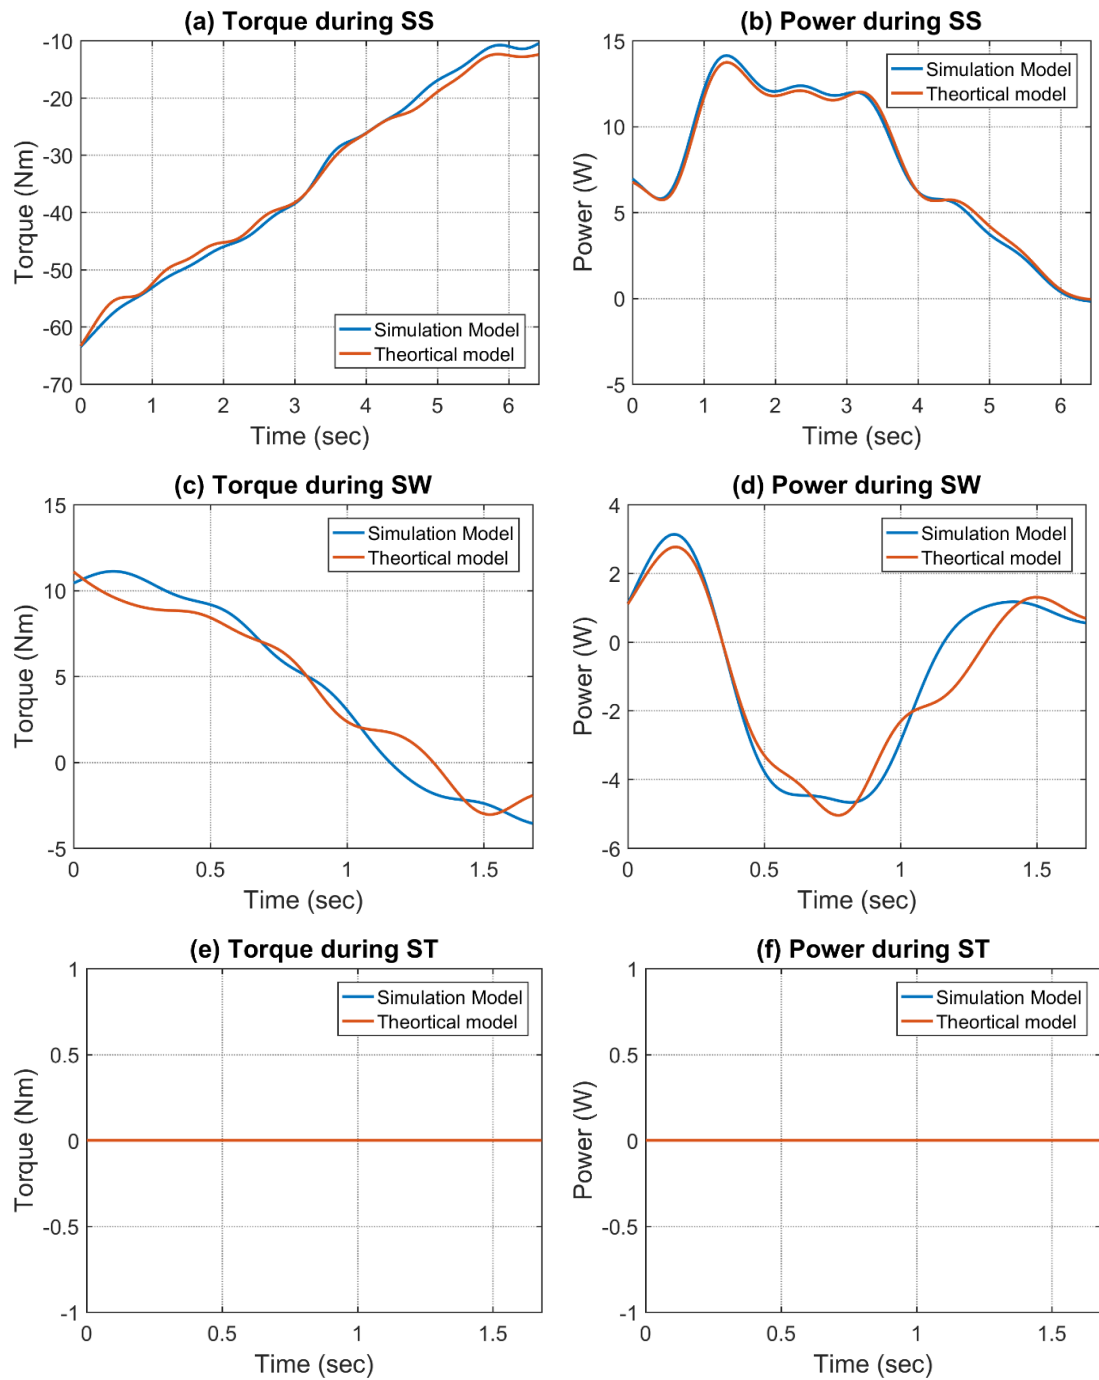 (a) Torque during SS
-10
-20
-30
-40
-50
-60
-70
Torque (Nm)
Simulation Model
Theortical model
0 1 2 3 4 5 6
Time (sec)
(b) Power during SS
15
10
5
0
-5
Power (W)
Simulation Model
Theortical model
0 1 2 3 4 5 6
Time (sec)
(c) Torque during SW
15
10
5
0
-5
Torque (Nm)
Simulation Model
Theortical model
0 0.5 1 1.5
Time (sec)
(d) Power during SW
4
2
0
-2
-4
-6
Power (W)
Simulation Model
Theortical model
0 0.5 1 1.5
Time (sec)
(e) Torque during ST
1
0.5
0
-0.5
-1
Torque (Nm)
Simulation Model
Theortical model
0 0.5 1 1.5
Time (sec)
(f) Power during ST
1
0.5
0
-0.5
-1
Power (W)
Simulation Model
Theortical model
0 0.5 1 1.5
Time (sec)